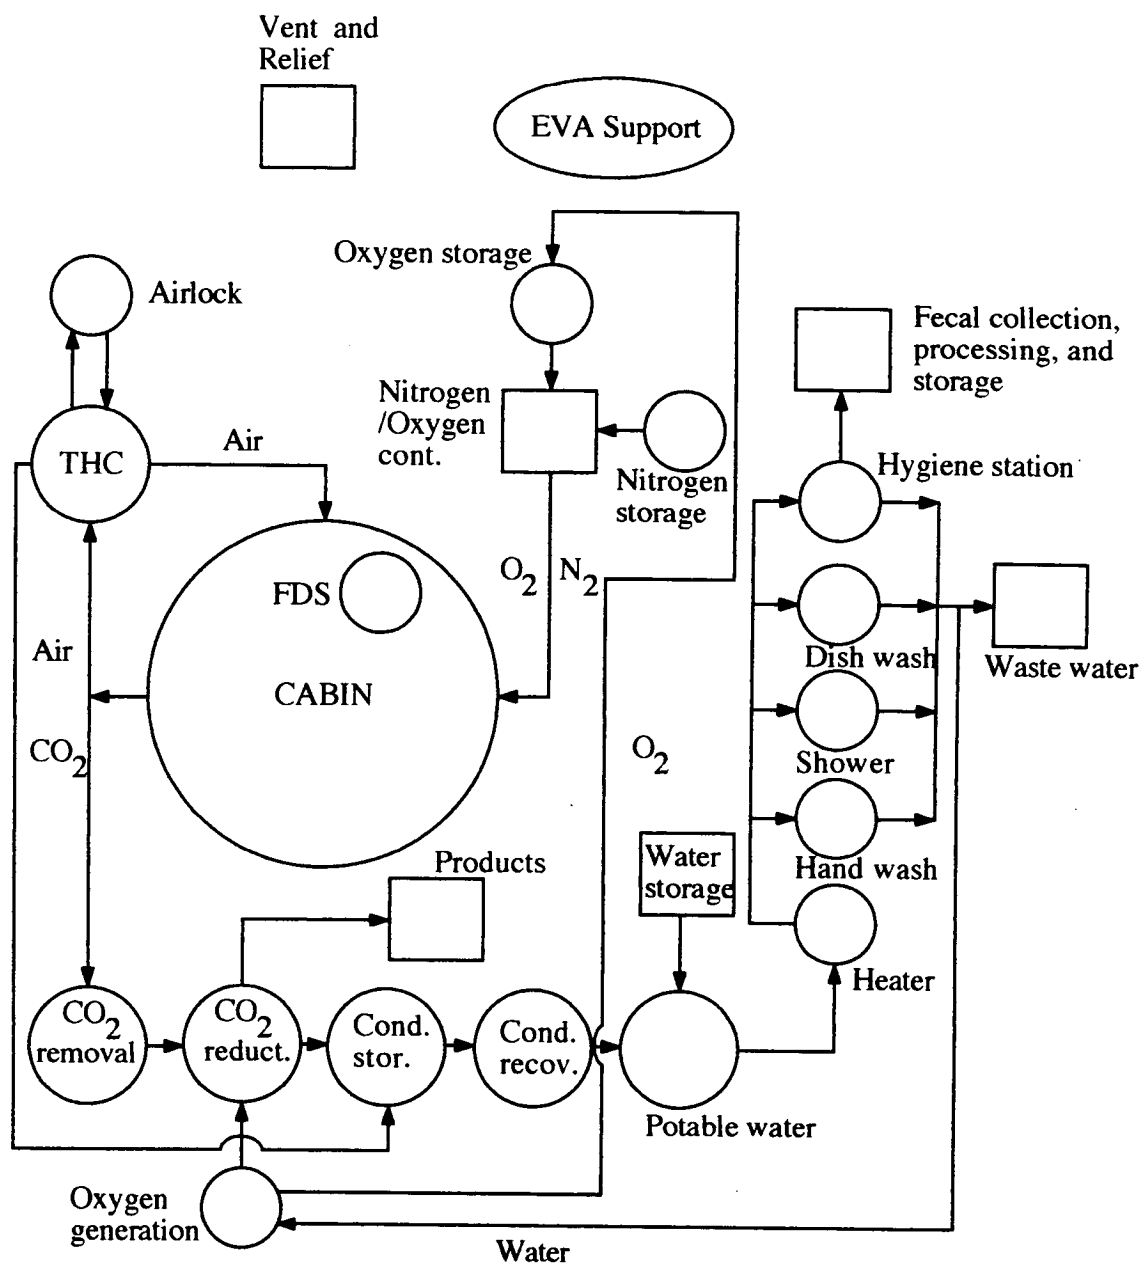 Vent and
Relief
EVA Support
Oxygen storage
Airlock
Fecal collection,
processing, and
storage
Nitrogen
/Oxygen
cont.
THC
Air
Hygiene station
Nitrogen
storage
FDS
O2
N2
Air
Dish wash
Waste water
CABIN
CO2
O2
Shower
Products
Water
storage
Hand wash
Heater
CO2
removal
CO2
reduct.
Cond.
stor.
Cond.
recov.
Potable water
Oxygen
generation
Water